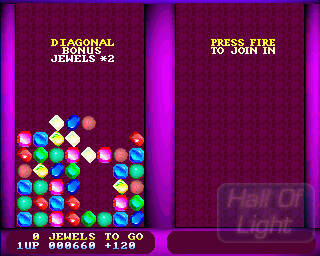 DIAGONAL
BONUS
JEWELS *2
PRESS FIRE
TO JOIN IN
Hall Of
Light
0 JEWELS TO GO
1UP 000660 +120